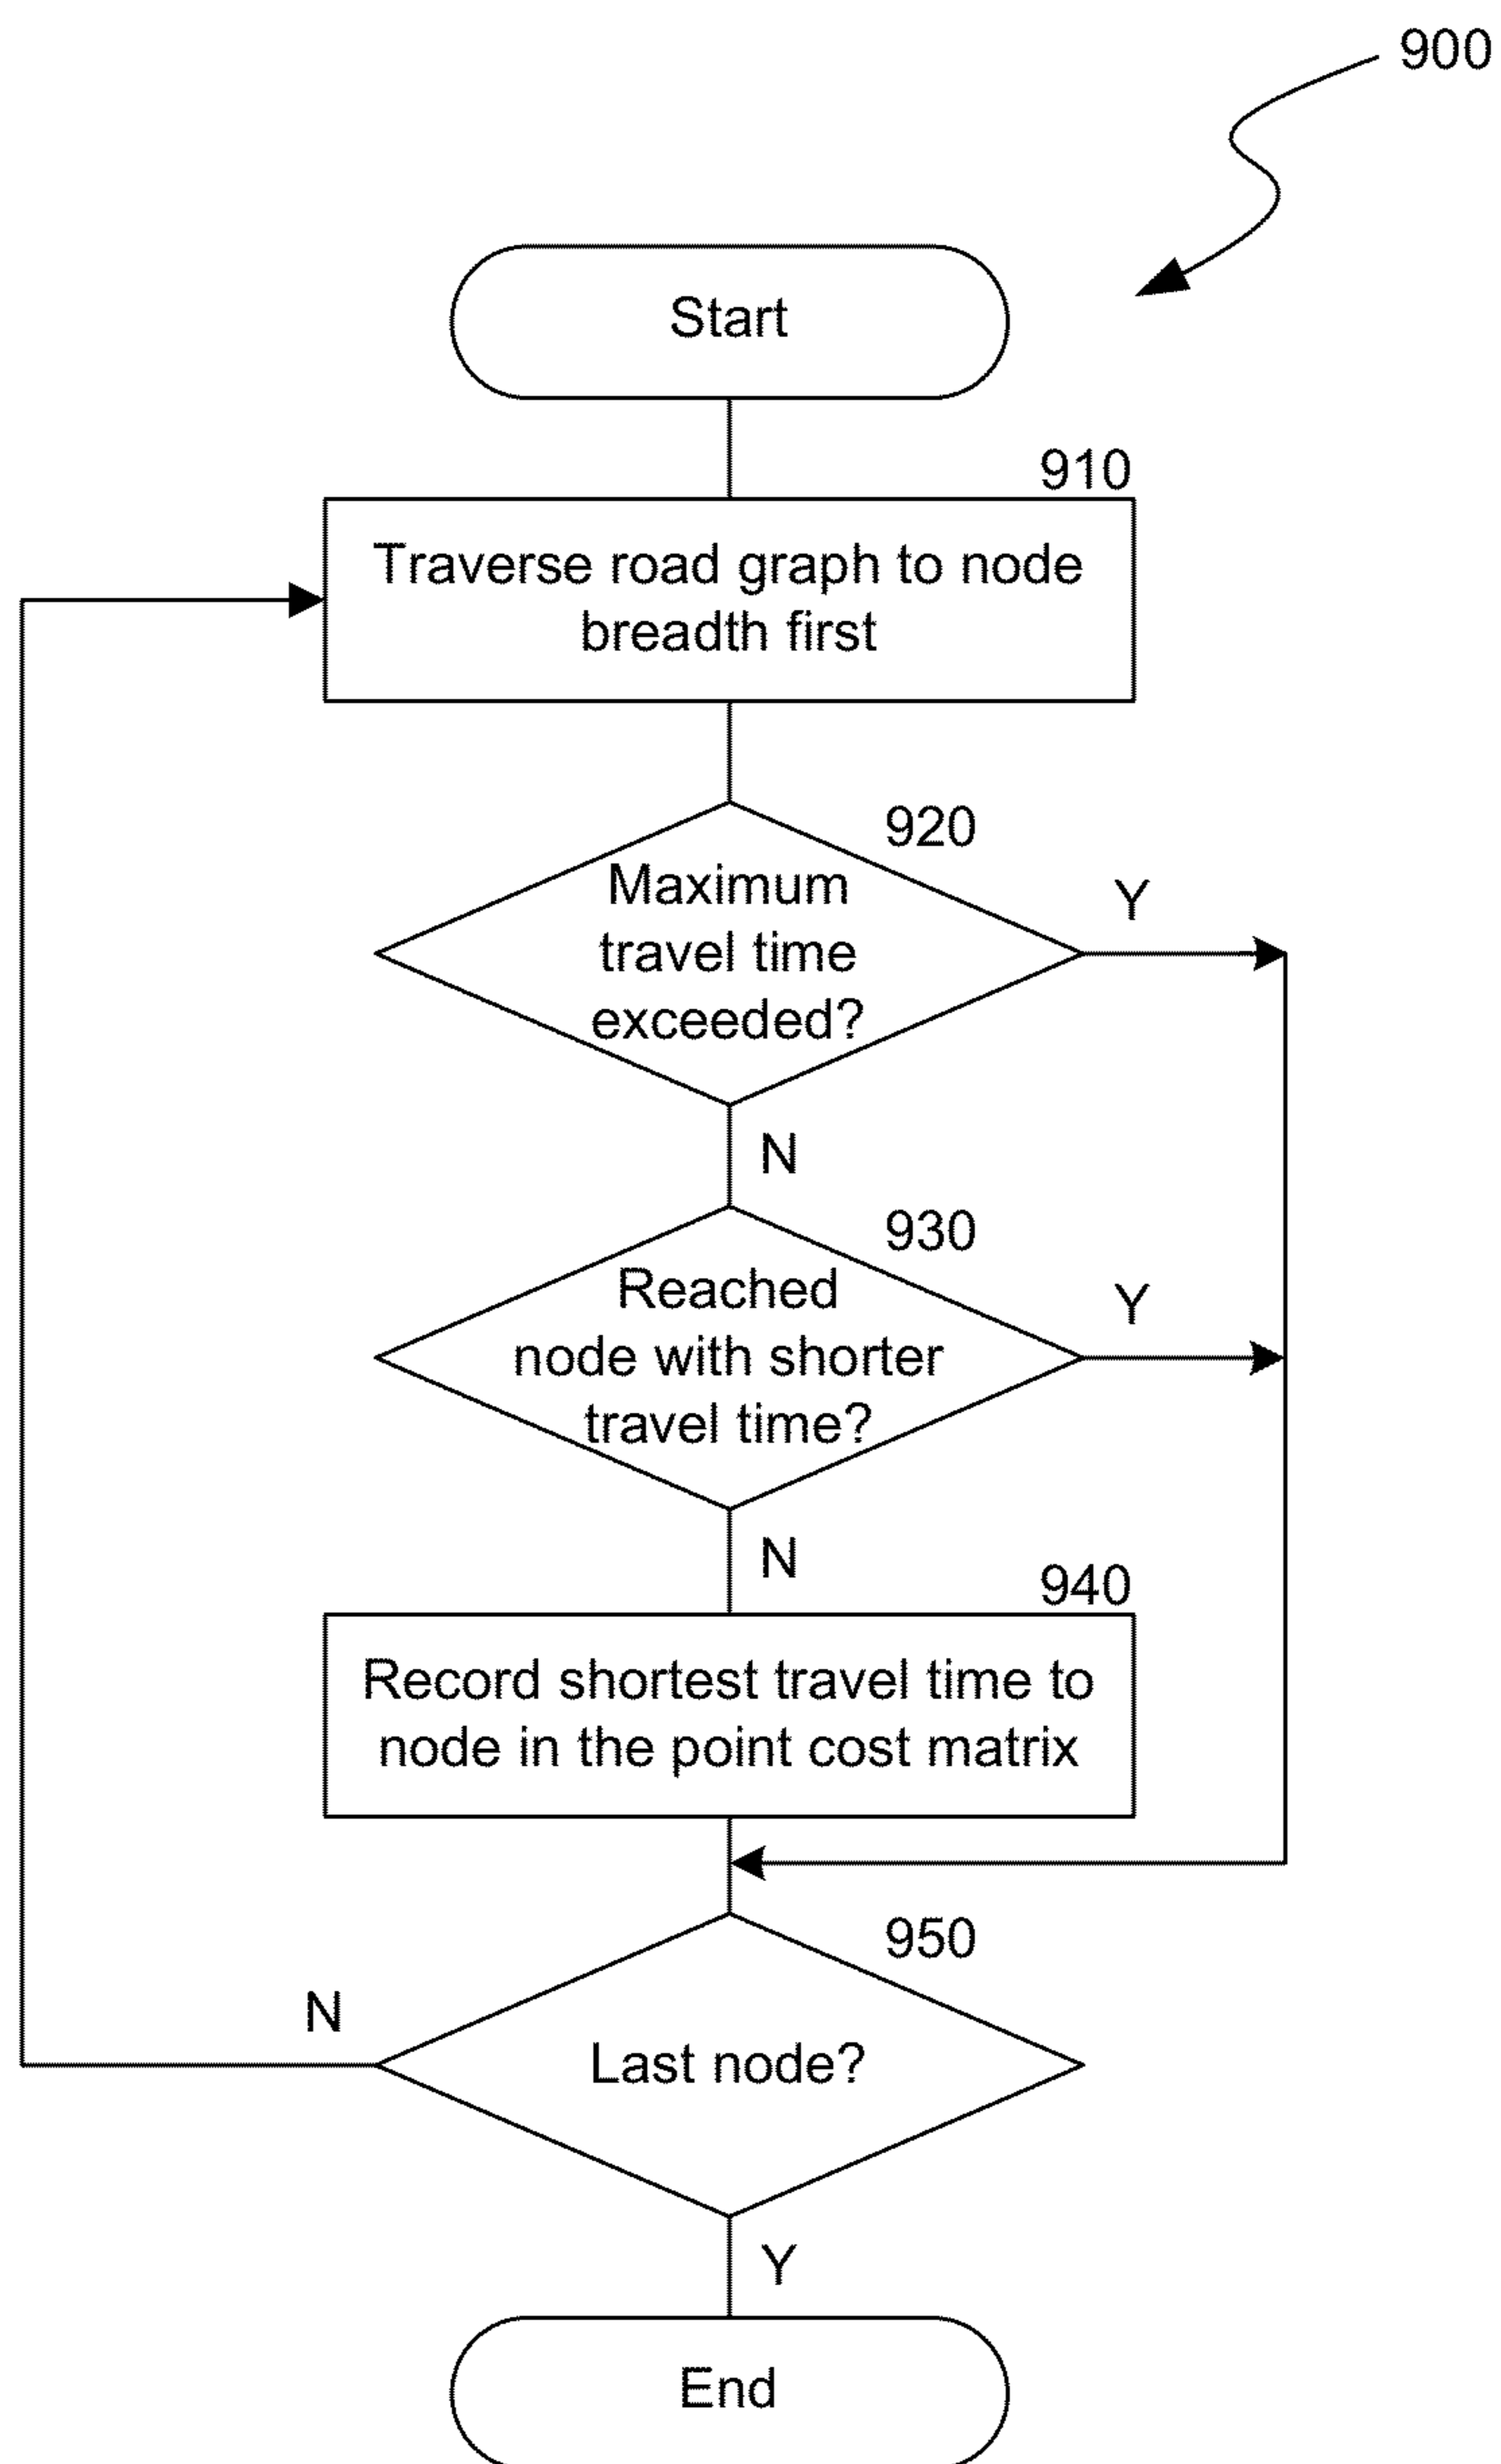 900
Start
910
Traverse road graph to node
breadth first
920
Maximum
travel time
exceeded?
Y
N
930
Reached
node with shorter
travel time?
Y
N
940
Record shortest travel time to
node in the point cost matrix
950
N
Last node?
Y
End